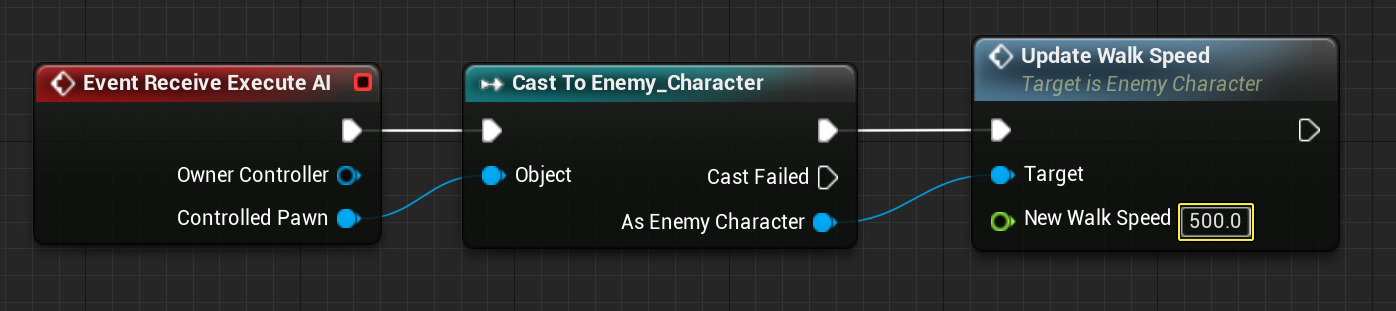 Event Receive Execute AI
Owner Controller
Controlled Pawn
Cast To Enemy_Character
Object
Cast Failed
As Enemy Character
Update Walk Speed
Target is Enemy Character
Target
New Walk Speed 500.0